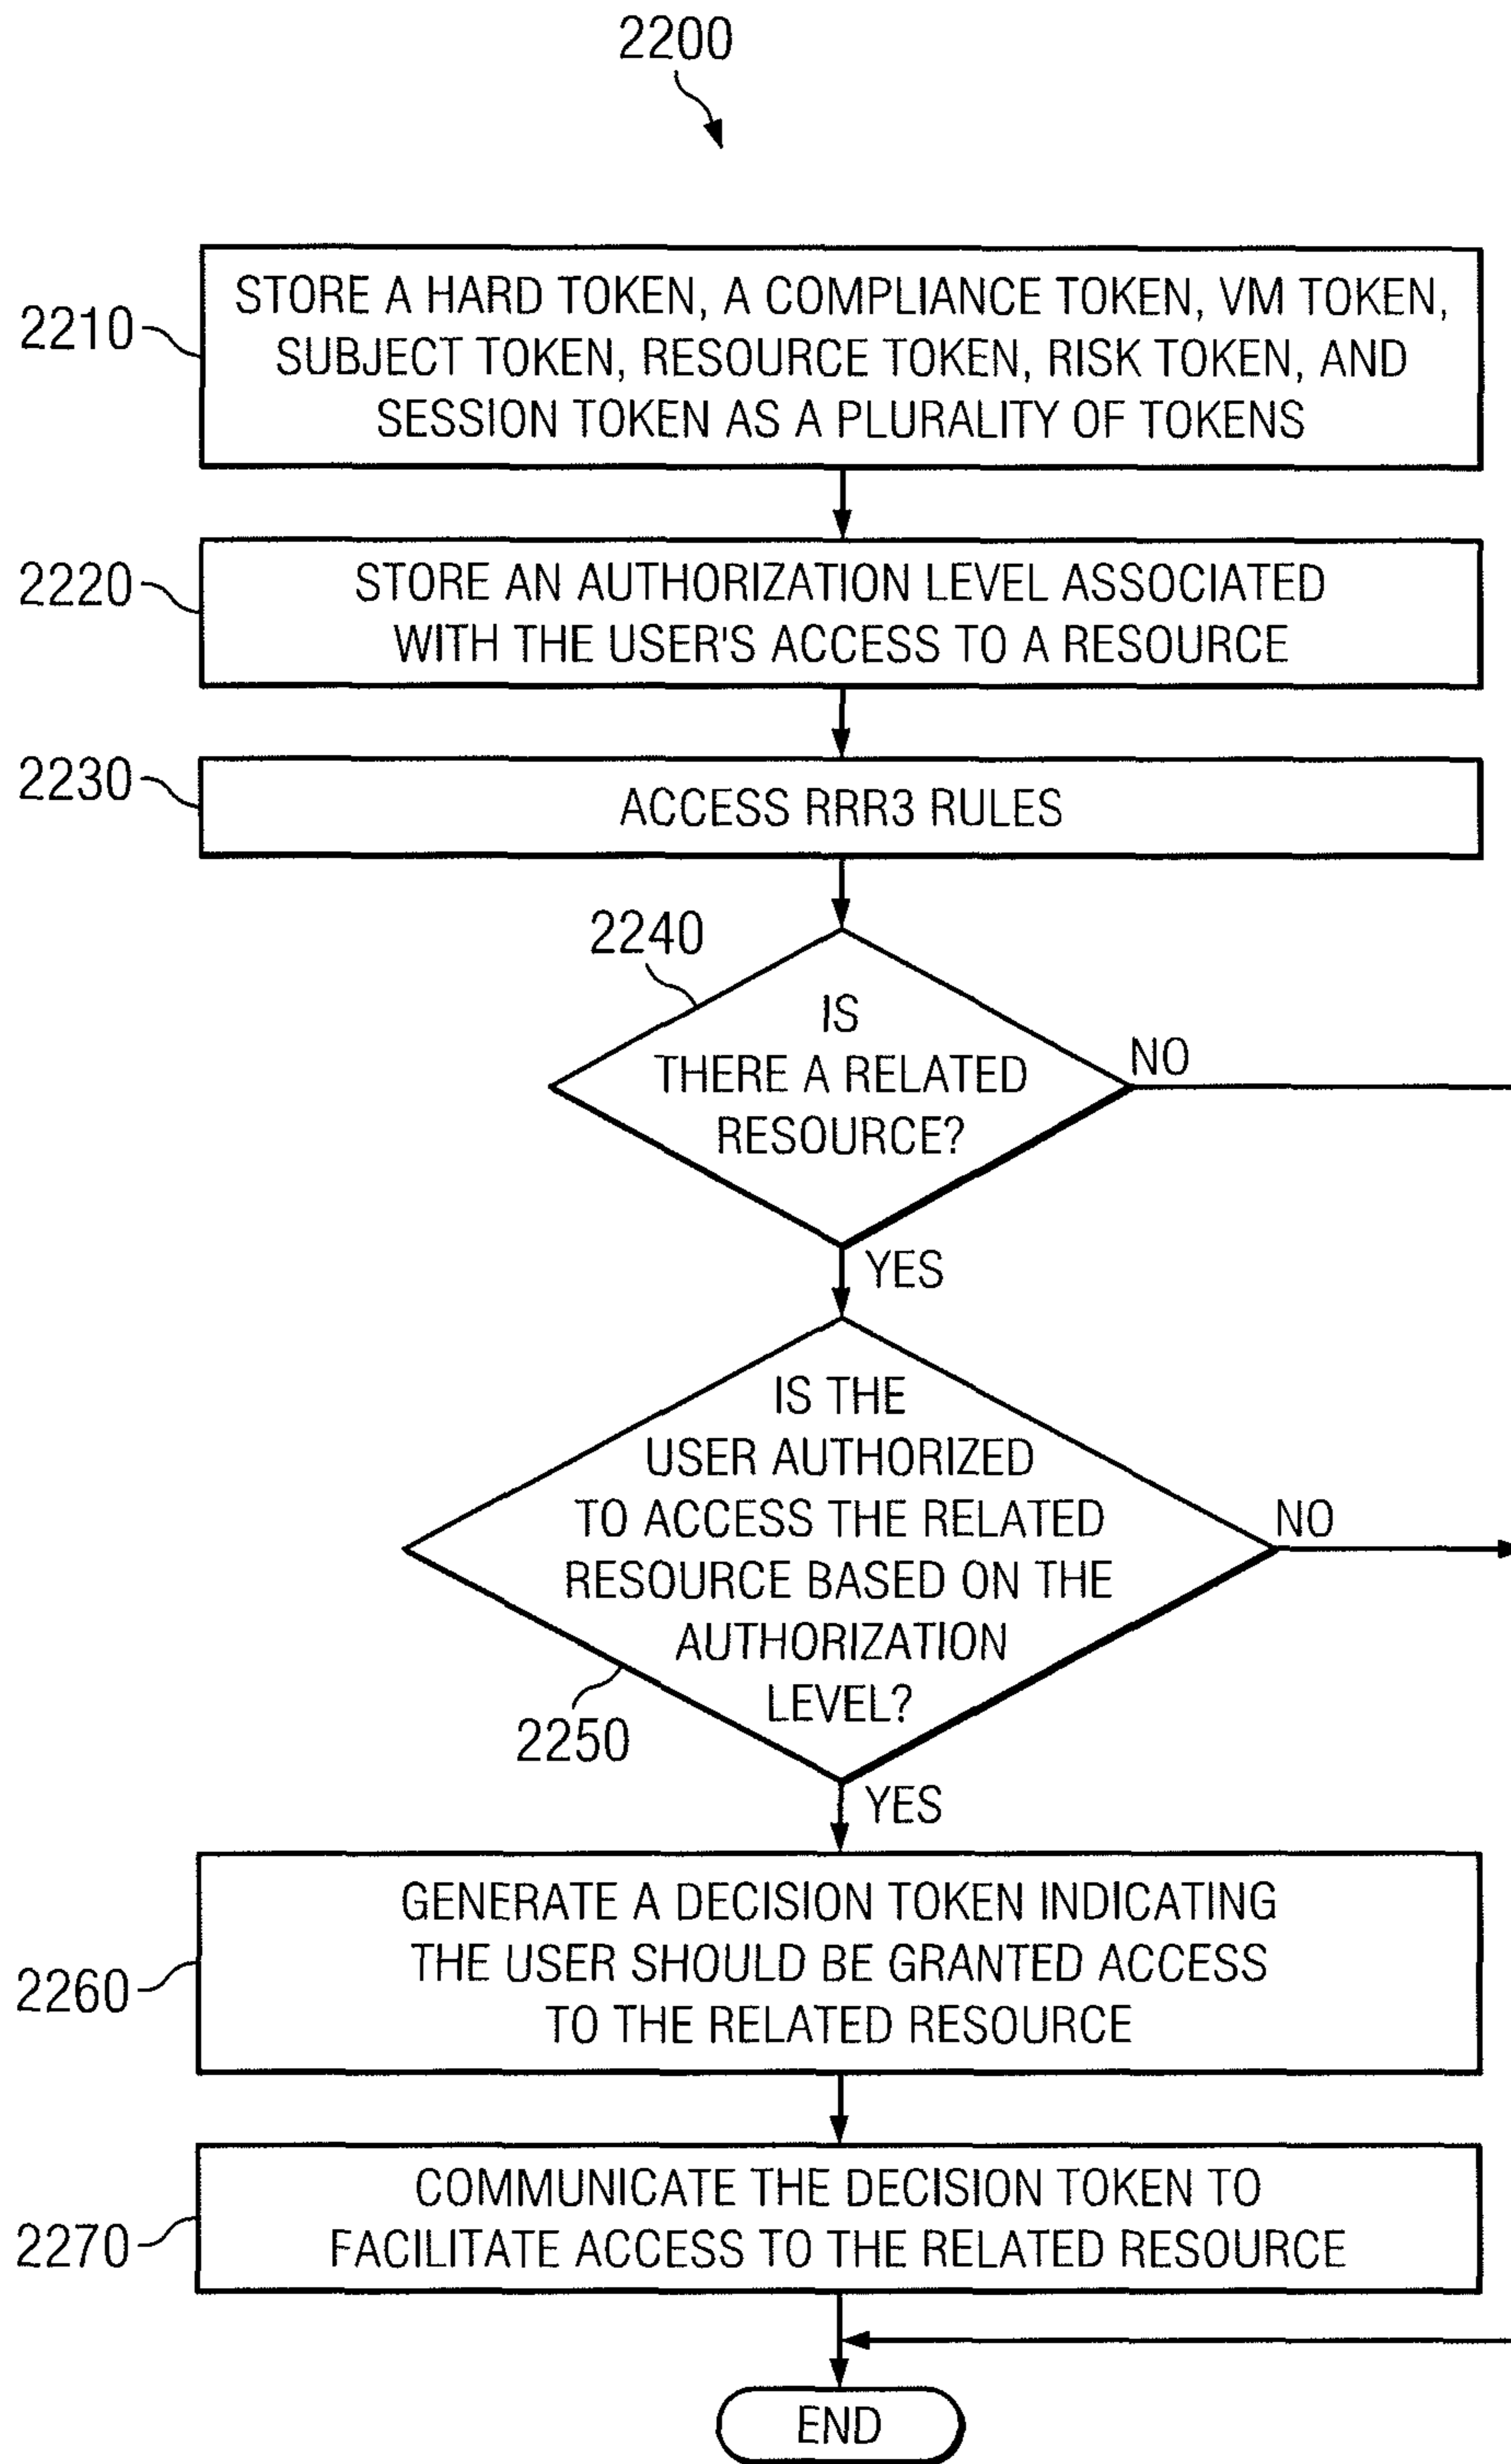 2200
2210
STORE A HARD TOKEN, A COMPLIANCE TOKEN, VM TOKEN,
SUBJECT TOKEN, RESOURCE TOKEN, RISK TOKEN, AND
SESSION TOKEN AS A PLURALITY OF TOKENS
2220
STORE AN AUTHORIZATION LEVEL ASSOCIATED
WITH THE USER'S ACCESS TO A RESOURCE
2230
ACCESS RRR3 RULES
2240
IS
THERE A RELATED
RESOURCE?
NO
YES
IS THE
USER AUTHORIZED
TO ACCESS THE RELATED
RESOURCE BASED ON THE
AUTHORIZATION
LEVEL?
NO
2250
YES
2260
GENERATE A DECISION TOKEN INDICATING
THE USER SHOULD BE GRANTED ACCESS
TO THE RELATED RESOURCE
2270
COMMUNICATE THE DECISION TOKEN TO
FACILITATE ACCESS TO THE RELATED RESOURCE
END